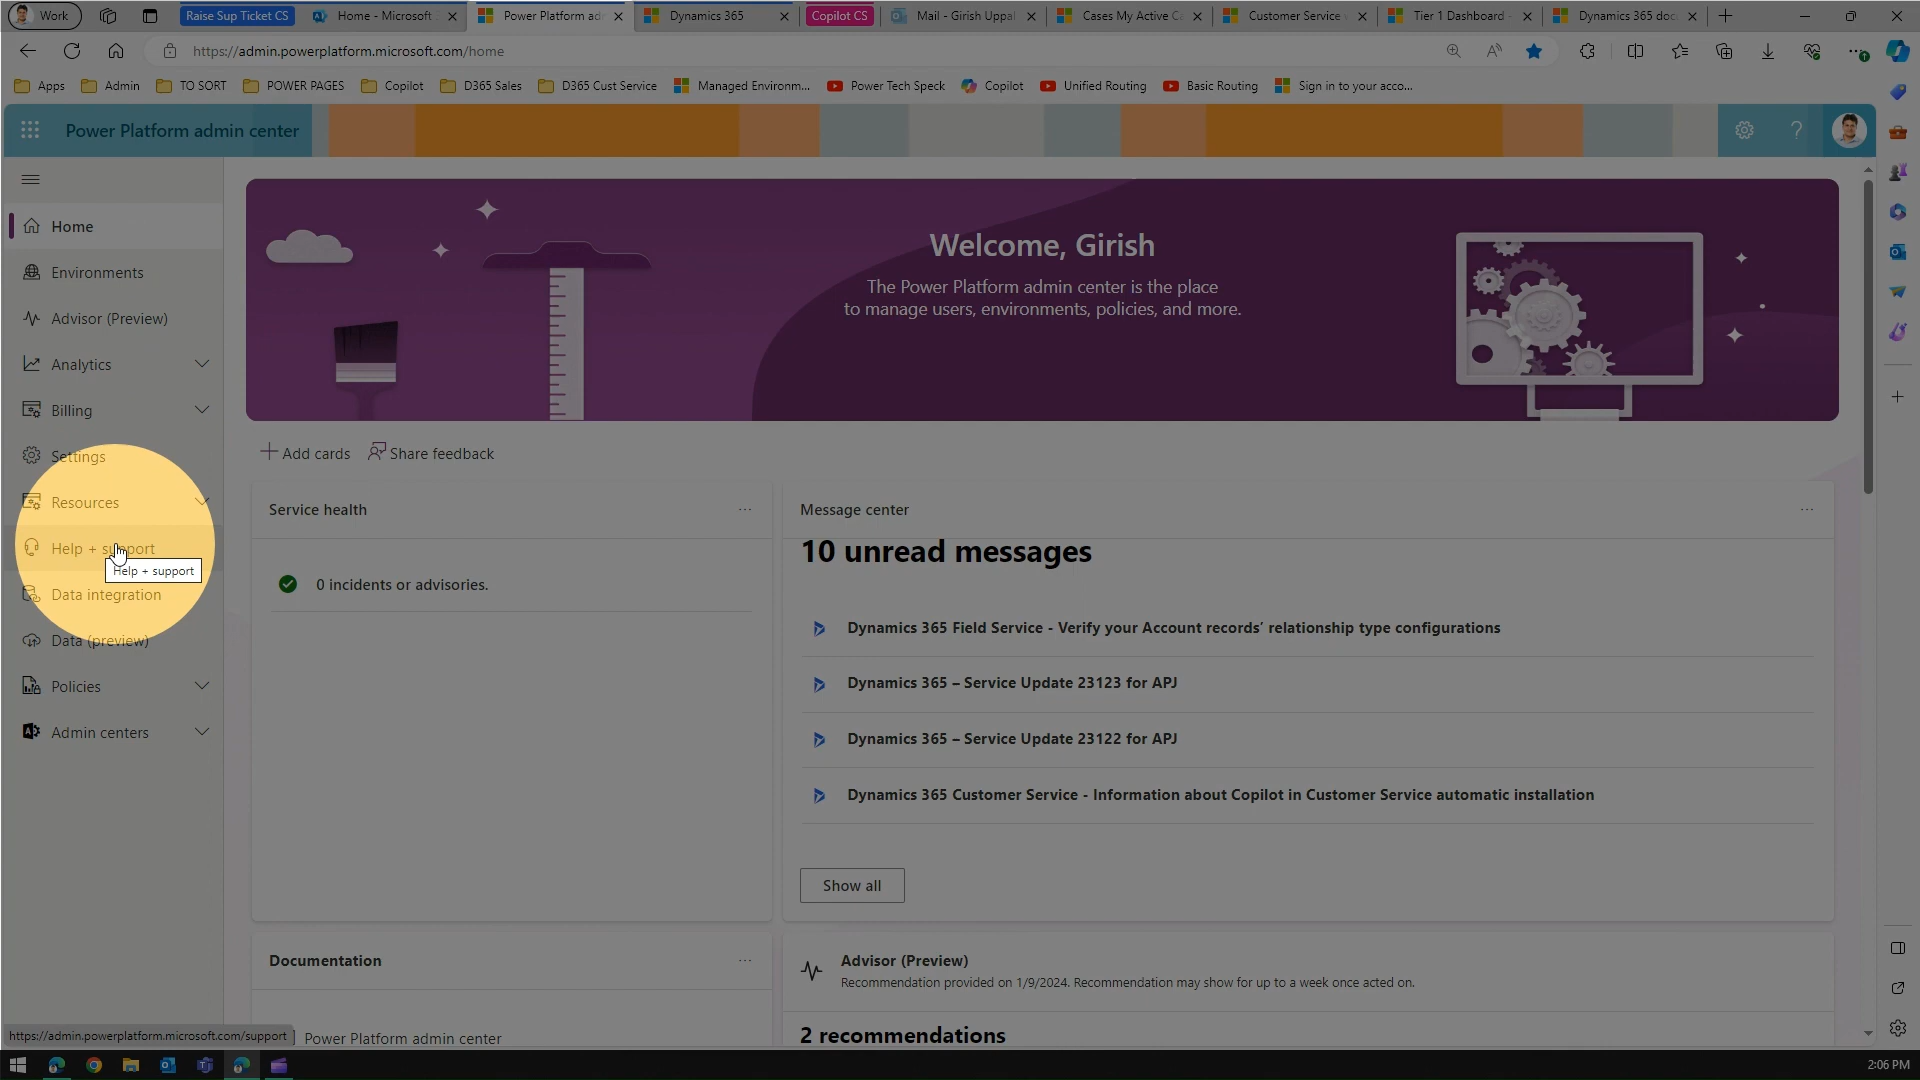 Work
Raise Sup Ticket CS
Home - Microsoft
Power Platform ad
Dynamics 365
Copilot CS
Mail - Girish Uppal
Cases My Active C
Customer Service
Tier 1 Dashboard -
Dynamics 365 doc
https://admin.powerplatform.microsoft.com/home
Apps
Admin
TO SORT
POWER PAGES
Copilot
D365 Sales
D365 Cust Service
Managed Environm...
Power Tech Speck
Copilot
Unified Routing
Basic Routing
Sign in to your acco...
Power Platform admin center
Home
Environments
Advisor (Preview)
Analytics
Billing
Settings
Resources
Help + support
Help + support
Data integration
Data (preview)
Policies
Admin centers
Welcome, Girish
The Power Platform admin center is the place
to manage users, environments, policies, and more.
Add cards
Share feedback
Service health
0 incidents or advisories.
Message center
10 unread messages
Dynamics 365 Field Service - Verify your Account records’ relationship type configurations
Dynamics 365 – Service Update 23123 for APJ
Dynamics 365 – Service Update 23122 for APJ
Dynamics 365 Customer Service - Information about Copilot in Customer Service automatic installation
Show all
Documentation
Power Platform admin center
Advisor (Preview)
Recommendation provided on 1/9/2024. Recommendation may show for up to a week once acted on.
2 recommendations
https://admin.powerplatform.microsoft.com/support
2:06 PM